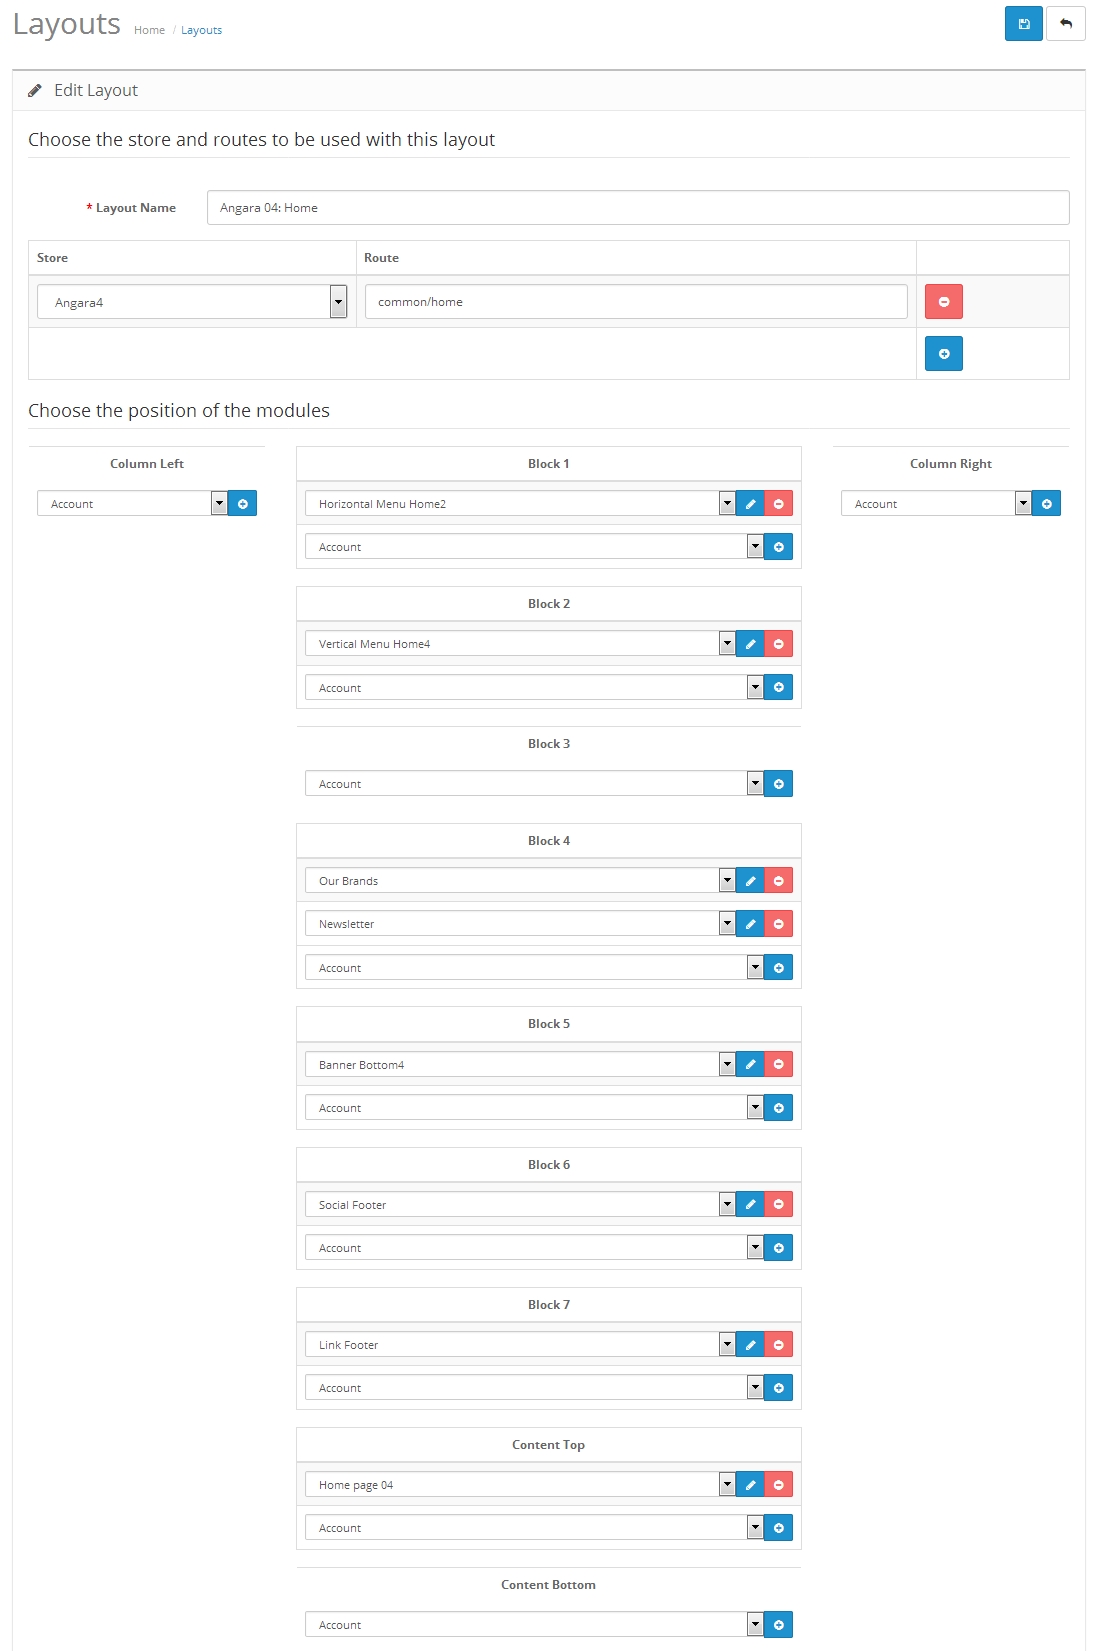 Layouts Home / Layouts
Edit Layout
Choose the store and routes to be used with this layout
* Layout Name Angara 04: Home
Store Route
Angara4 common/home
Choose the position of the modules
Column Left
Account
Block 1
Horizontal Menu Home2
Account
Block 2
Vertical Menu Home4
Account
Block 3
Account
Block 4
Our Brands
Newsletter
Account
Block 5
Banner Bottom4
Account
Block 6
Social Footer
Account
Block 7
Link Footer
Account
Content Top
Home page 04
Account
Content Bottom
Account
Column Right
Account